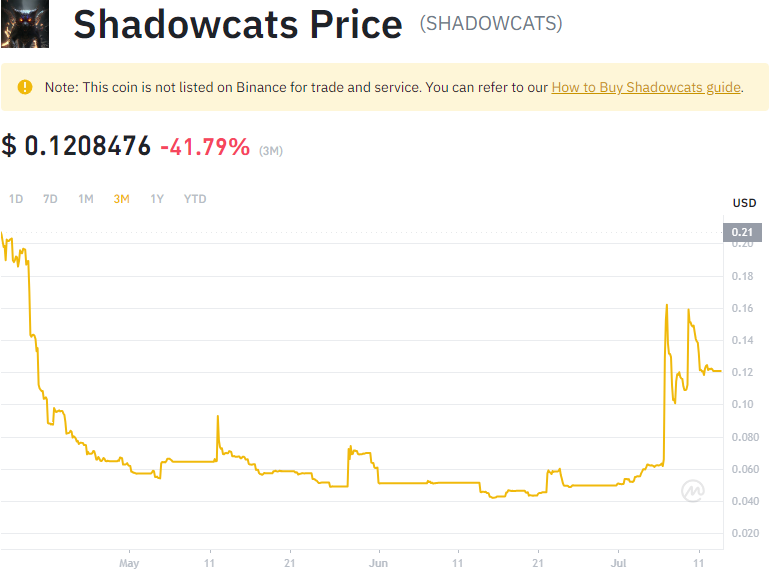 Shadowcats Price (SHADOWCATS)
Note: This coin is not listed on Binance for trade and service. You can refer to our How to Buy Shadowcats guide.
$ 0.1208476 -41.79% (3M)
1D 7D 1M 3M 1Y YTD
USD
0.21
0.20
0.18
0.16
0.14
0.12
0.10
0.080
0.060
0.040
0.020
May 11 21 Jun 11 21 Jul 11